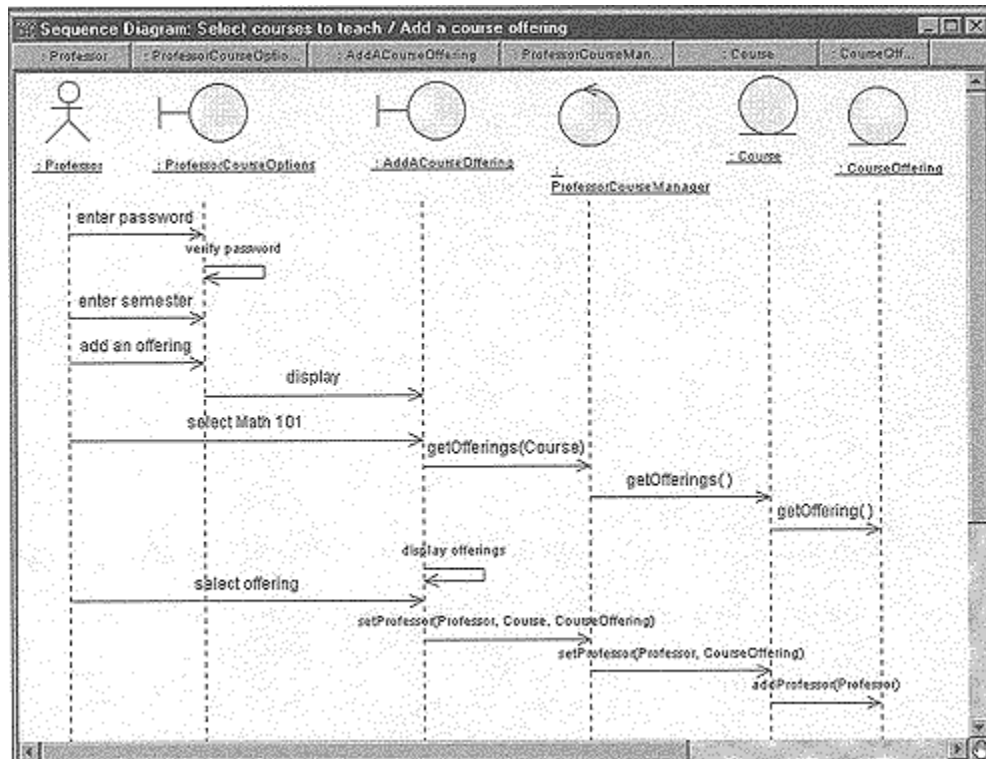 Sequence Diagram: Select courses to teach / Add a course offering
: Professor
: ProfessorCourseOptio...
: AddACourseOffering
ProfessorCourseMan...
: Course
: CourseOff...
: Professor
: ProfessorCourseOptions
: AddACourseOffering
:
ProfessorCourseManager
: Course
: CourseOffering
enter password
verify password
enter semester
add an offering
display
select Math 101
getOfferings(Course)
getOfferings()
getOffering()
display offerings
select offering
setProfessor(Professor, Course, CourseOffering)
setProfessor(Professor, CourseOffering)
addProfessor(Professor)